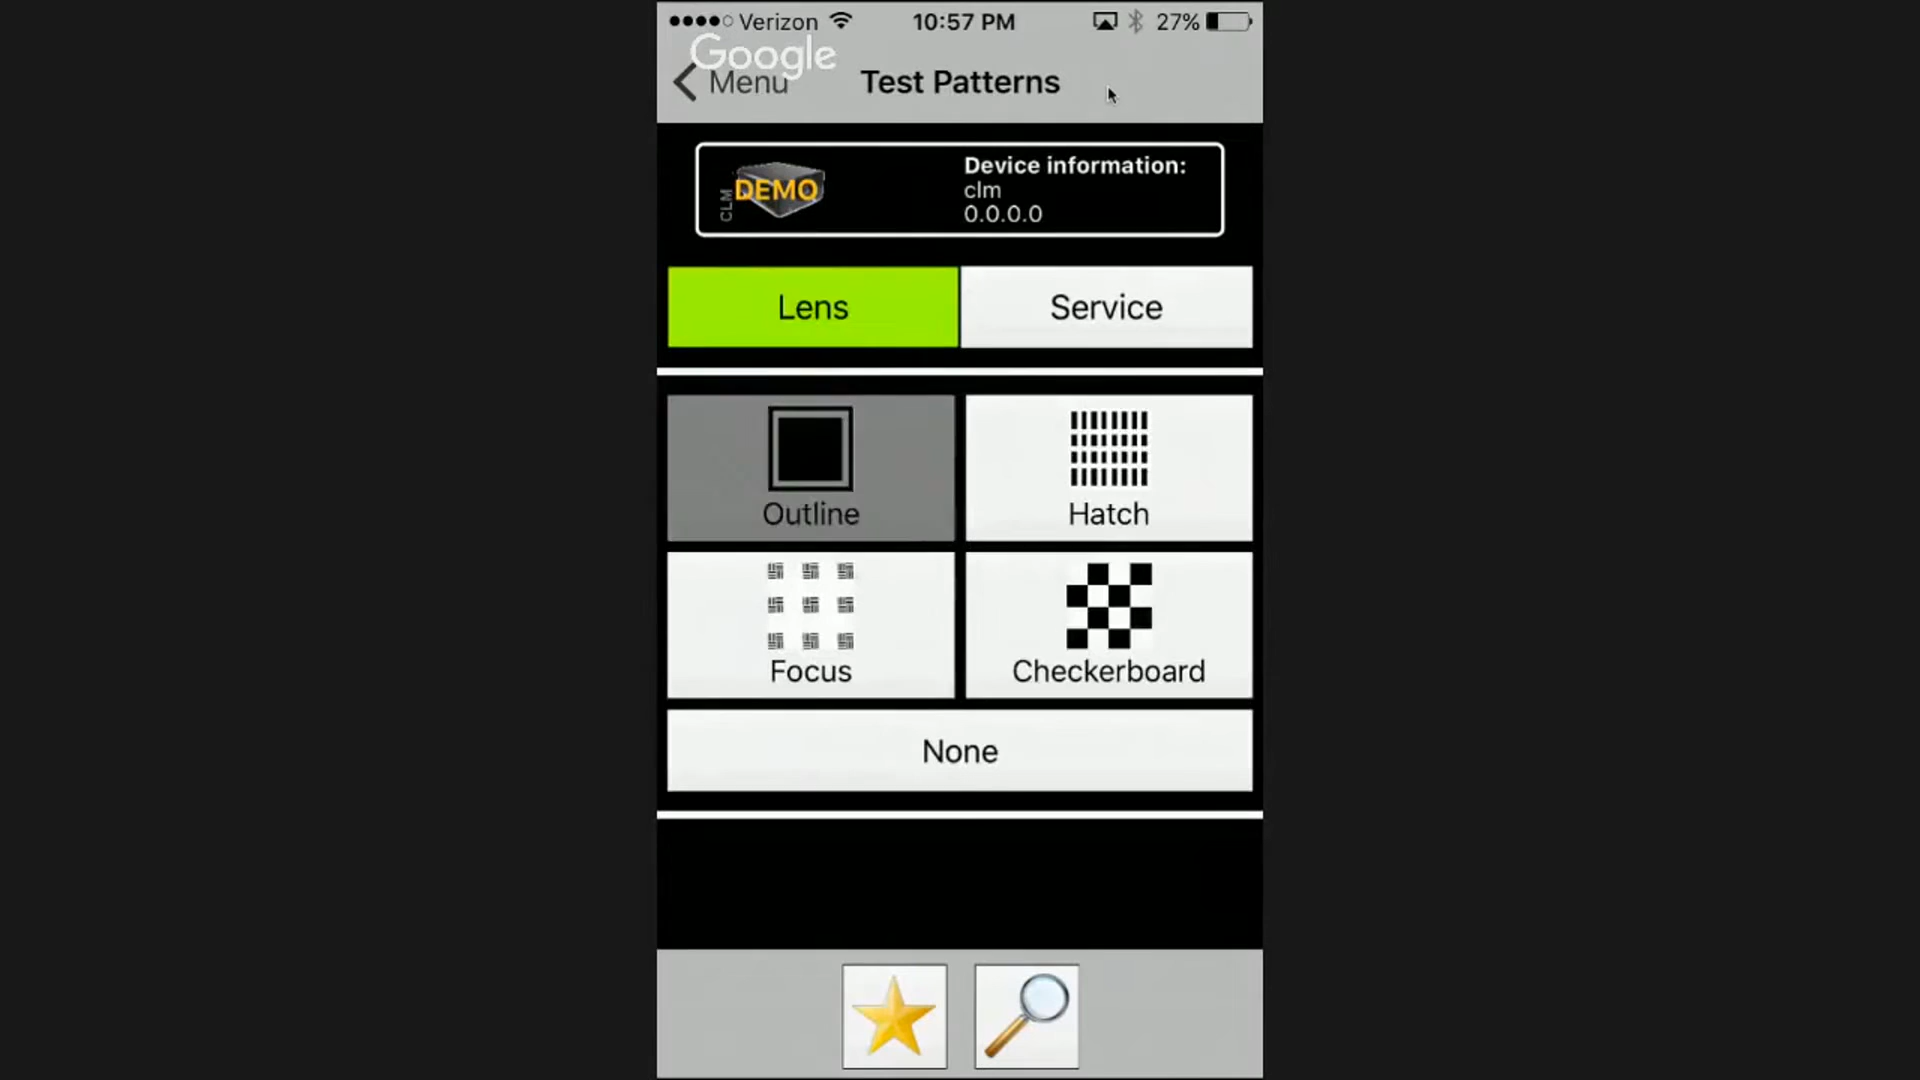 Verizon 10:57 PM 27%
Google
Menu Test Patterns
CLM DEMO
Device information:
clm
0.0.0.0
Lens Service
Outline Hatch
Focus Checkerboard
None